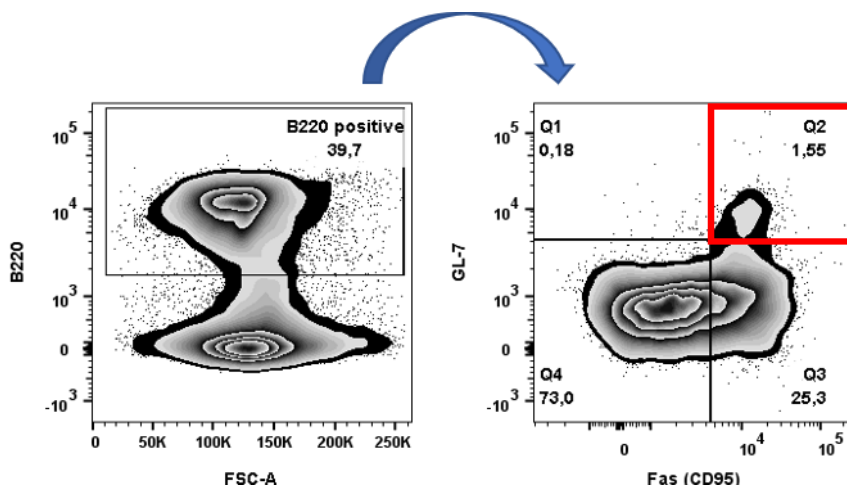 B220 positive
39,7
10^5
10^4
10^3
0
-10^3
B220
0 50K 100K 150K 200K 250K
FSC-A
Q1
0,18
Q2
1,55
Q4
73,0
Q3
25,3
10^5
10^4
10^3
0
-10^3
GL-7
0 10^4 10^5
Fas (CD95)